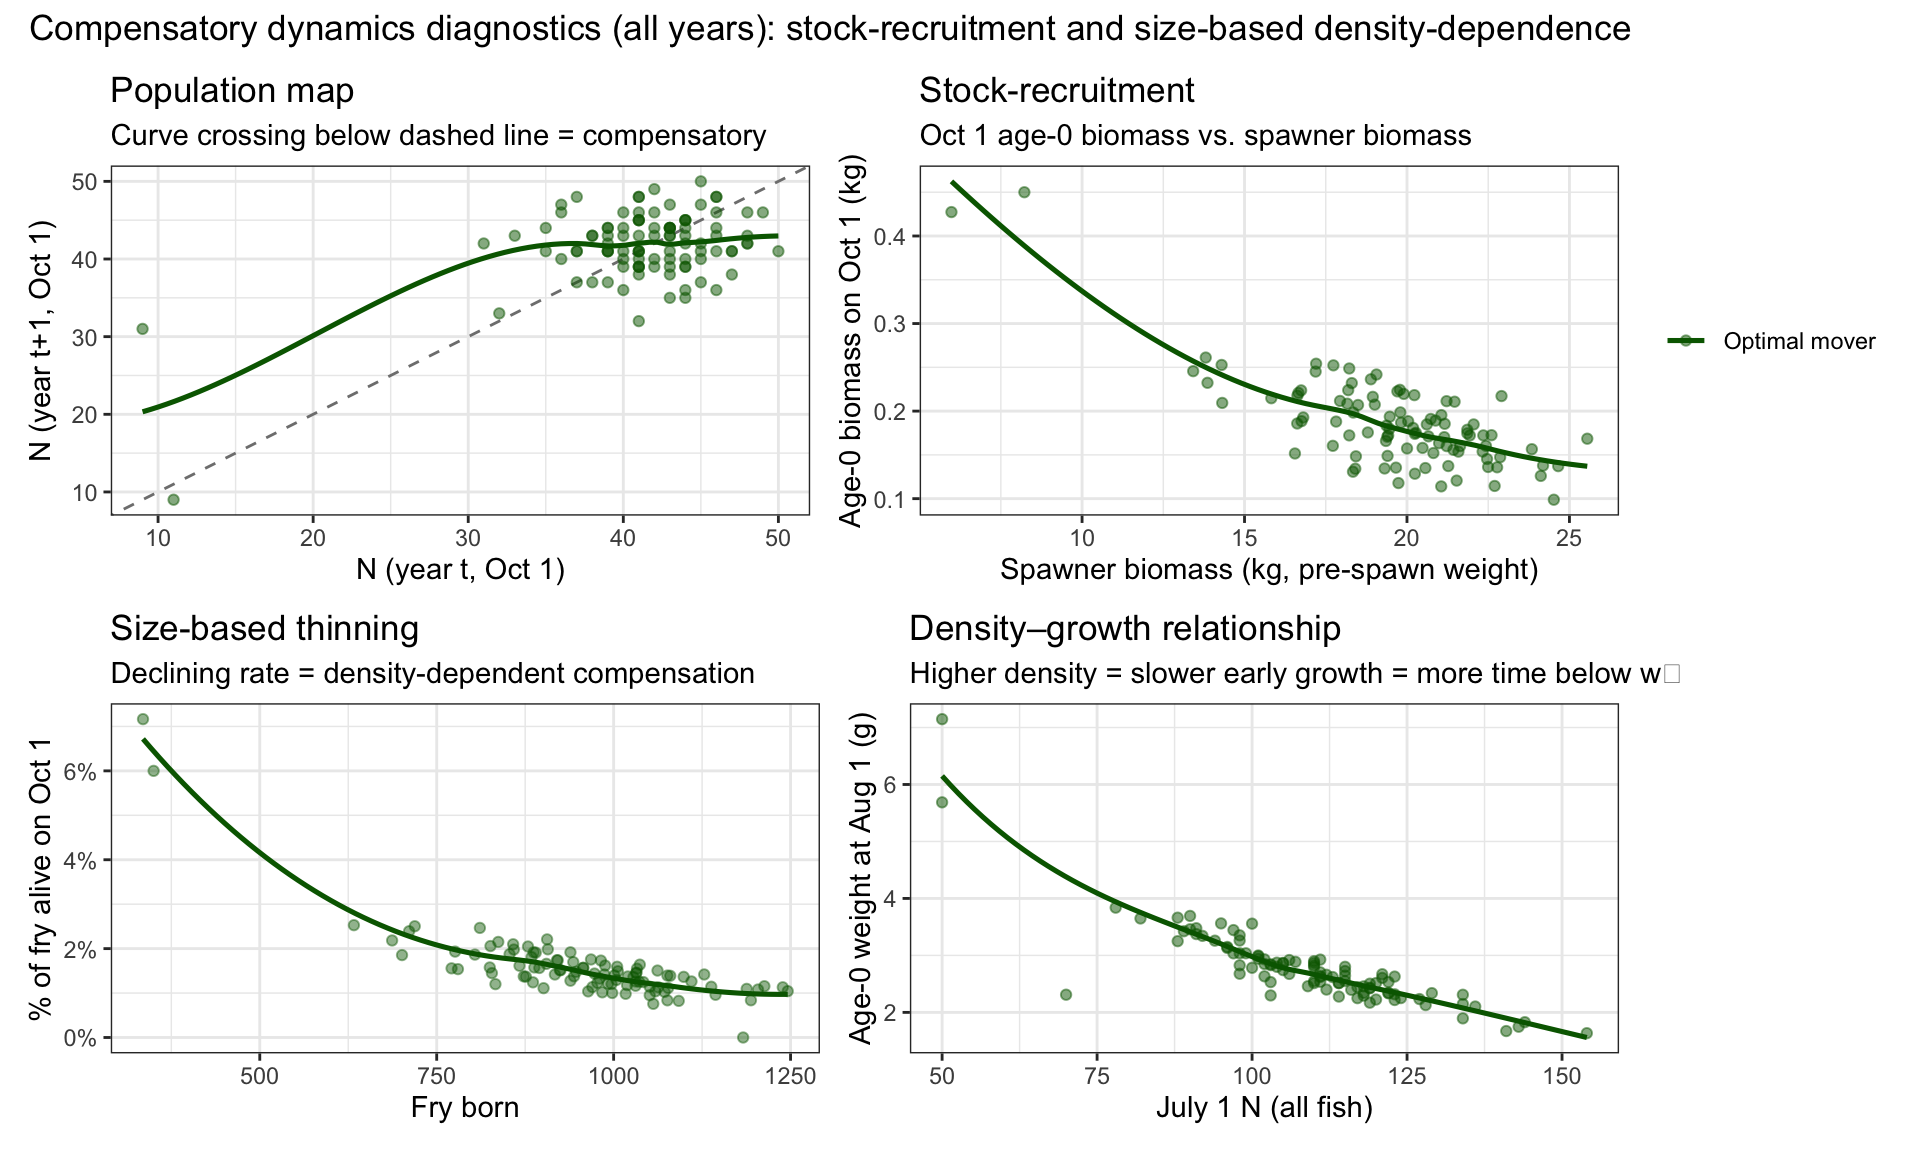 Compensatory dynamics diagnostics (all years): stock-recruitment and size-based density-dependence
Population map
Curve crossing below dashed line = compensatory
N (year t+1, Oct 1)
50
40
30
20
10
10
20
30
40
50
N (year t, Oct 1)
Stock-recruitment
Oct 1 age-0 biomass vs. spawner biomass
Age-0 biomass on Oct 1 (kg)
0.4
0.3
0.2
0.1
10
15
20
25
Spawner biomass (kg, pre-spawn weight)
Optimal mover
Size-based thinning
Declining rate = density-dependent compensation
% of fry alive on Oct 1
6%
4%
2%
0%
500
750
1000
1250
Fry born
Density–growth relationship
Higher density = slower early growth = more time below w□
Age-0 weight at Aug 1 (g)
6
4
2
50
75
100
125
150
July 1 N (all fish)